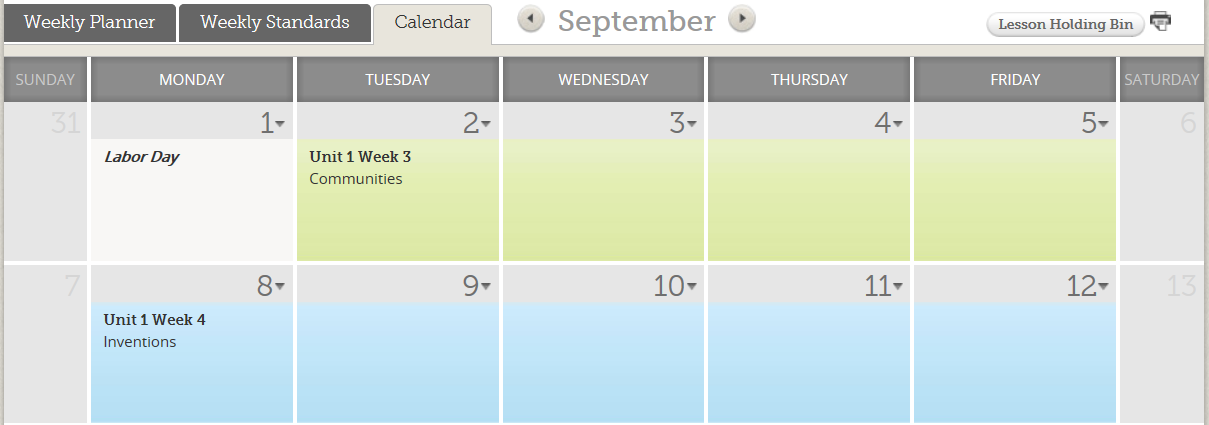 Weekly Planner Weekly Standards Calendar September Lesson Holding Bin
SUNDAY MONDAY TUESDAY WEDNESDAY THURSDAY FRIDAY SATURDAY
31 1 2 3 4 5 6
Labor Day Unit 1 Week 3
Communities
7 8 9 10 11 12 13
Unit 1 Week 4
Inventions